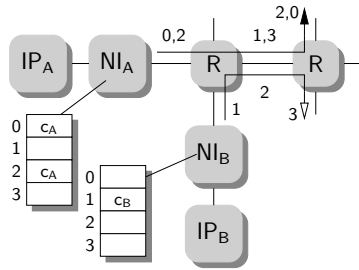 2,0
0,2 1,3
IP_A NI_A R R
2
1 3
0 c_A
1
2 c_A
3
NI_B
0
1 c_B
2
3
IP_B